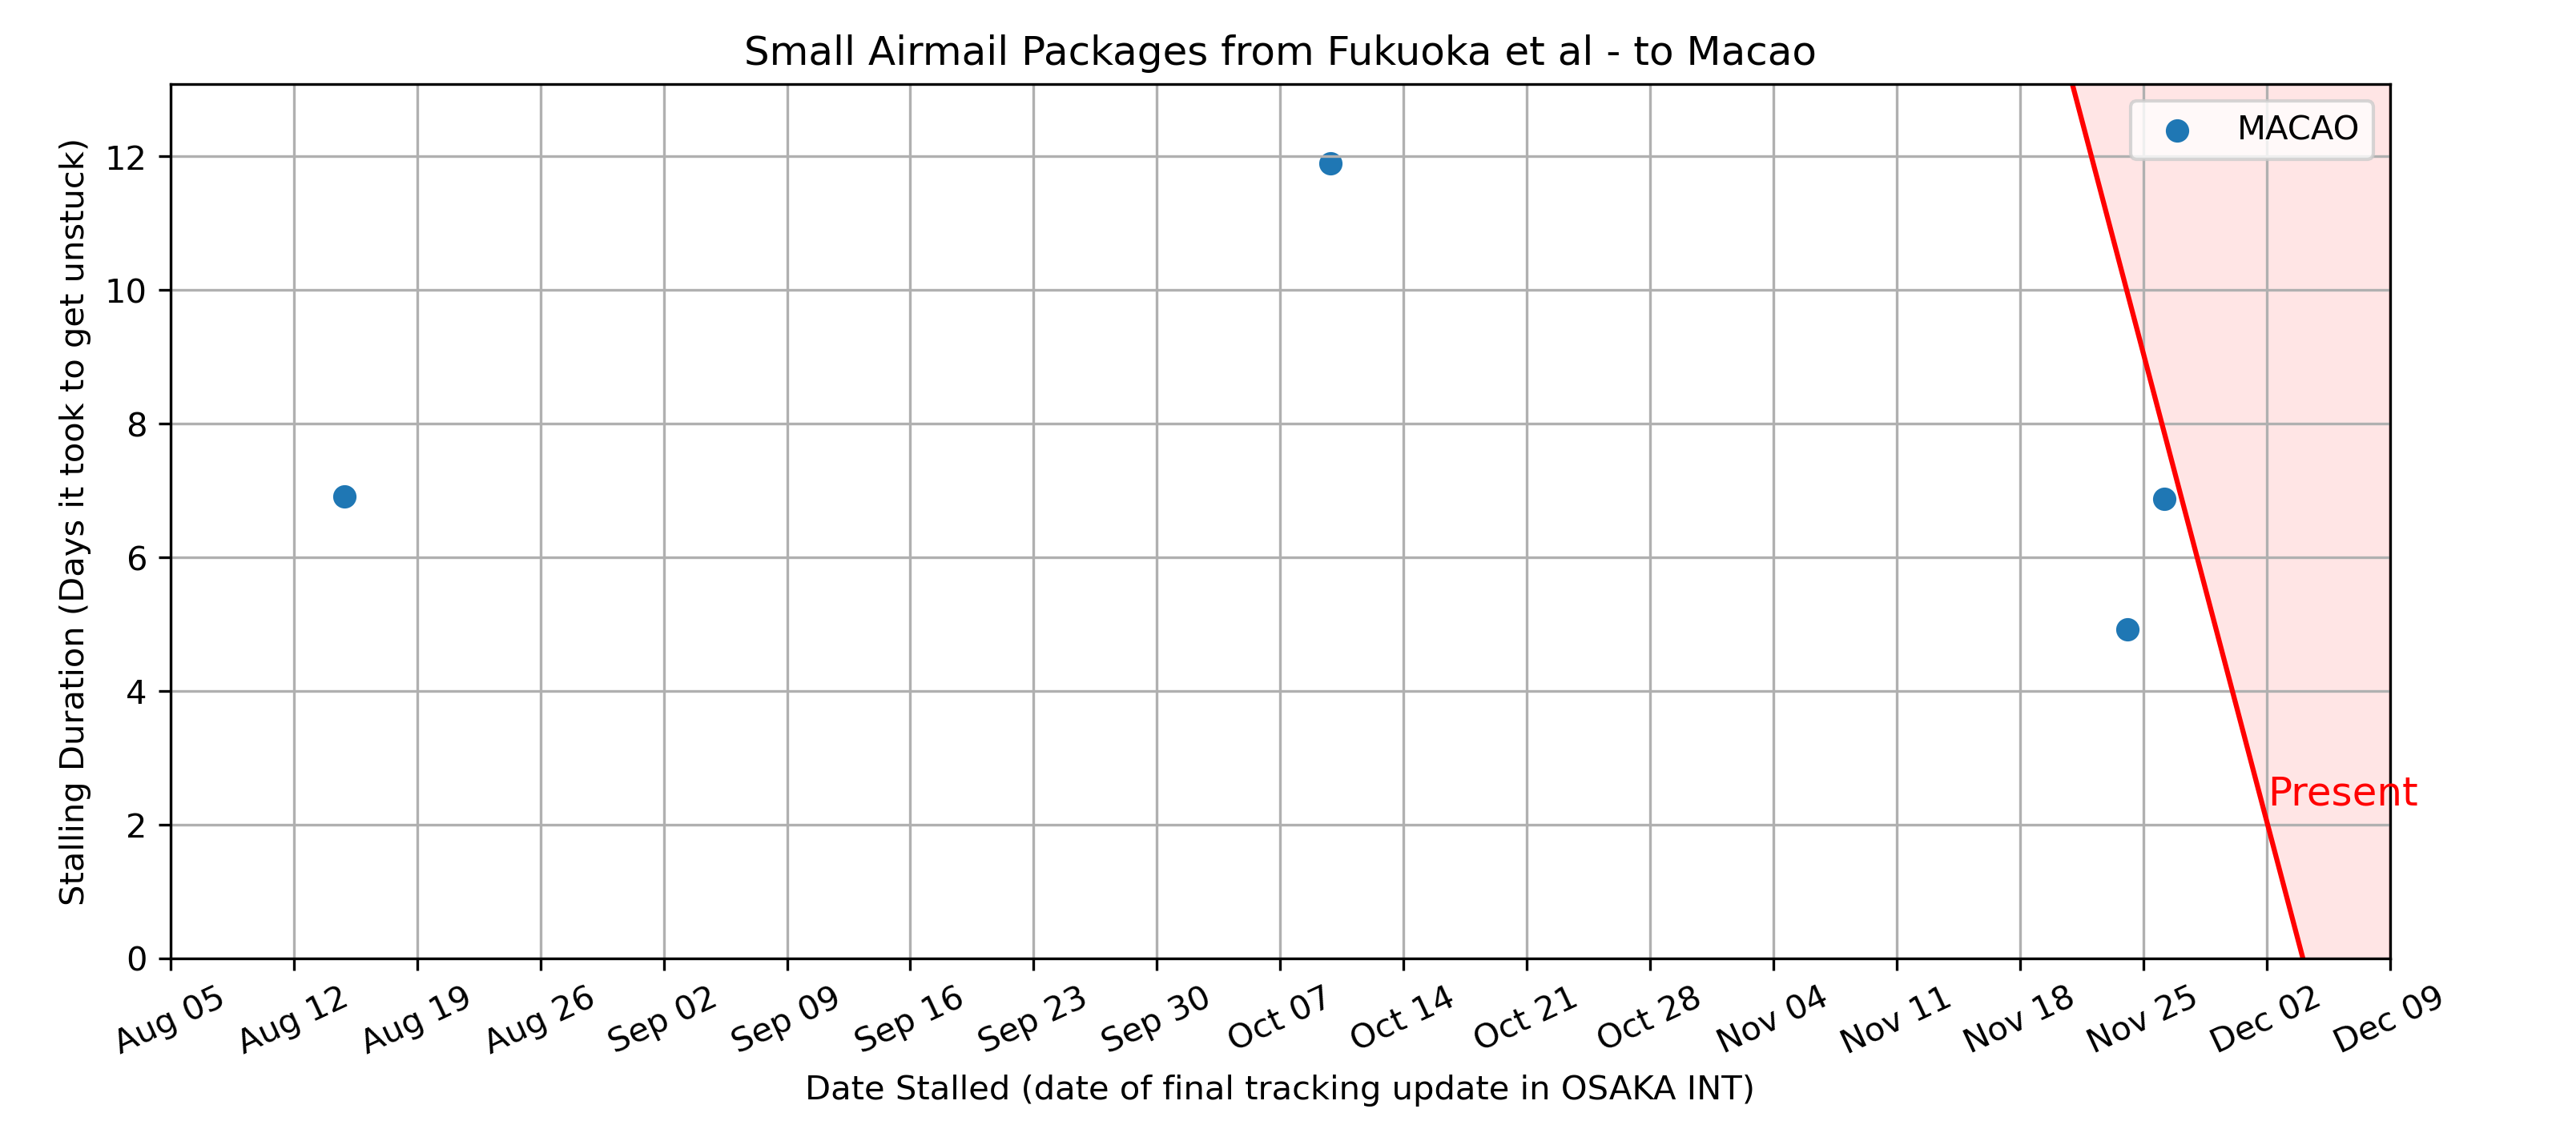 Small Airmail Packages from Fukuoka et al - to Macao
MACAO
Stalling Duration (Days it took to get unstuck)
12
10
8
6
4
2
0
Present
Aug 05
Aug 12
Aug 19
Aug 26
Sep 02
Sep 09
Sep 16
Sep 23
Sep 30
Oct 07
Oct 14
Oct 21
Oct 28
Nov 04
Nov 11
Nov 18
Nov 25
Dec 02
Dec 09
Date Stalled (date of final tracking update in OSAKA INT)